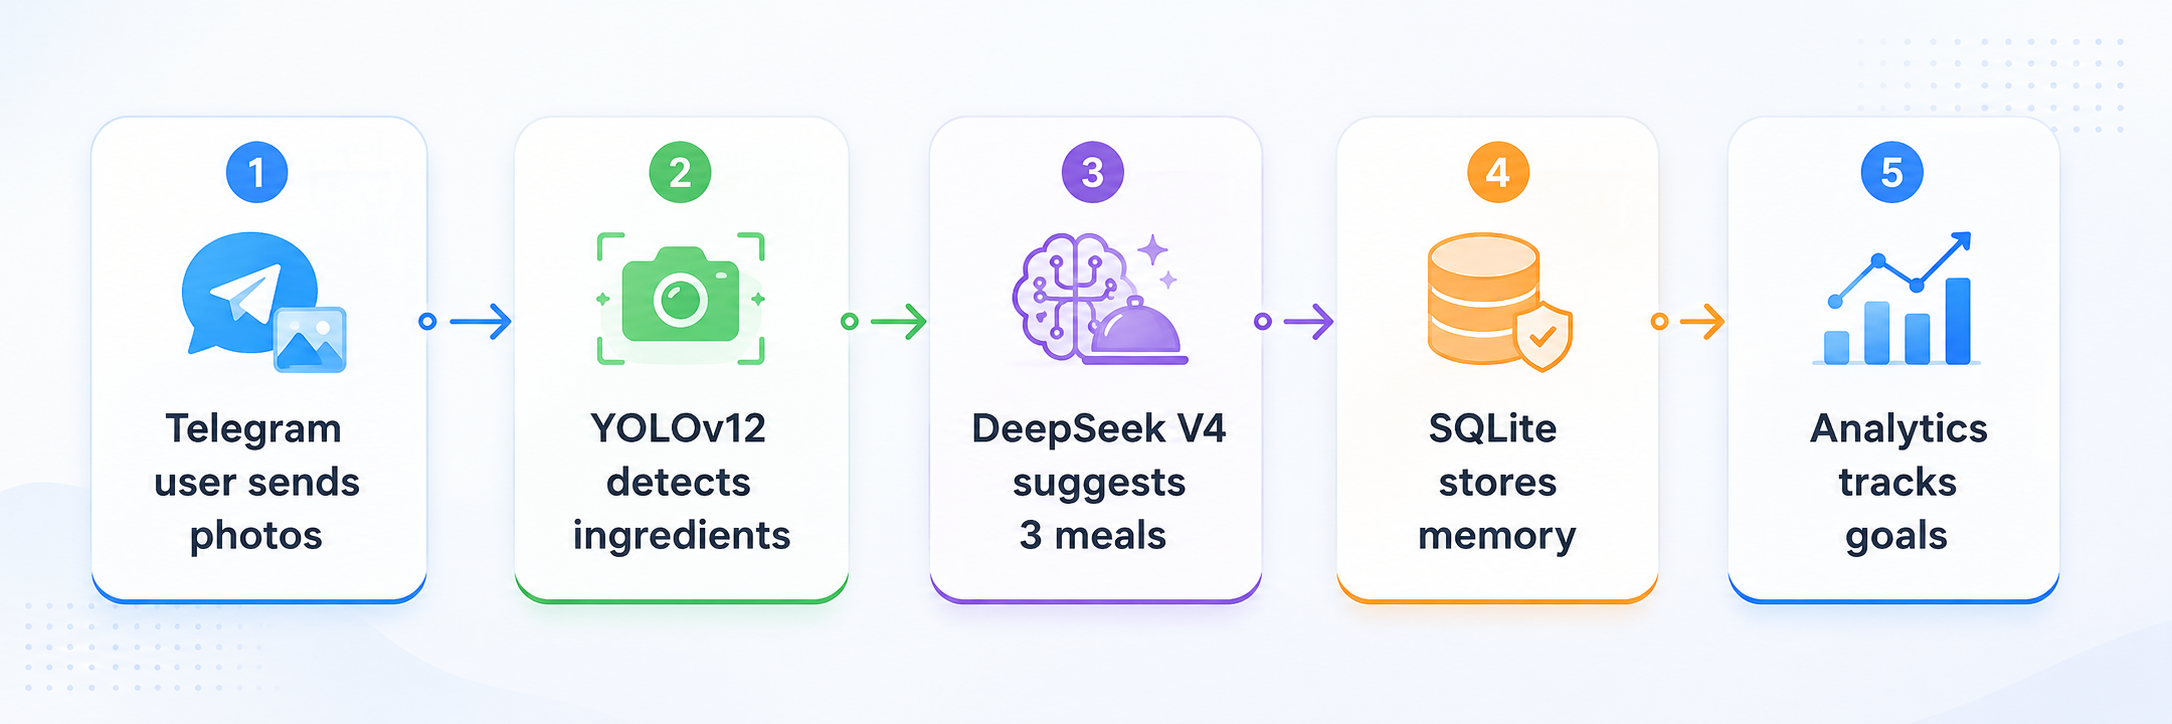 1
Telegram
user sends
photos
2
YOLOv12
detects
ingredients
3
DeepSeek V4
suggests
3 meals
4
SQLite
stores
memory
5
Analytics
tracks
goals